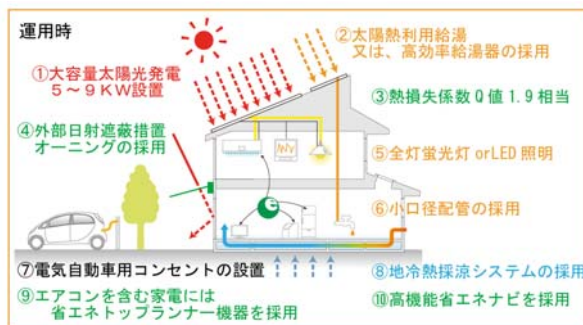 運用時
②太陽熱利用給湯
又は、高効率給湯器の採用
①大容量太陽光発電
5～9KW設置
③熱損失係数Q値1.9相当
④外部日射遮蔽措置
オーニングの採用
⑤全灯蛍光灯orLED照明
e
⑥小口径配管の採用
⑦電気自動車用コンセントの設置
⑧地冷熱採涼システムの採用
⑨エアコンを含む家電には
省エネトップランナー機器を採用
⑩高機能省エネナビを採用